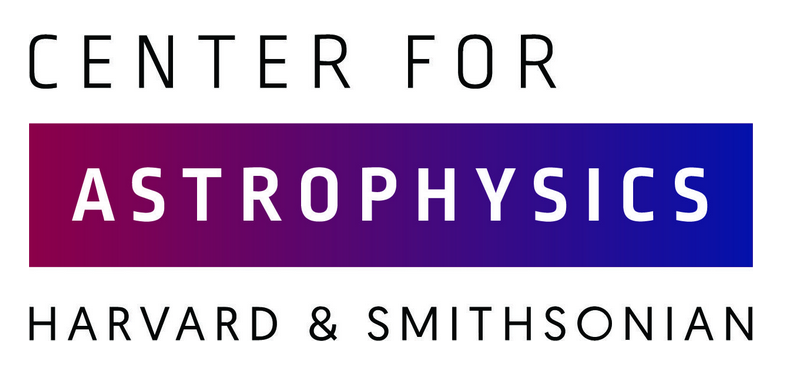 CENTER FOR
ASTROPHYSICS
HARVARD & SMITHSONIAN